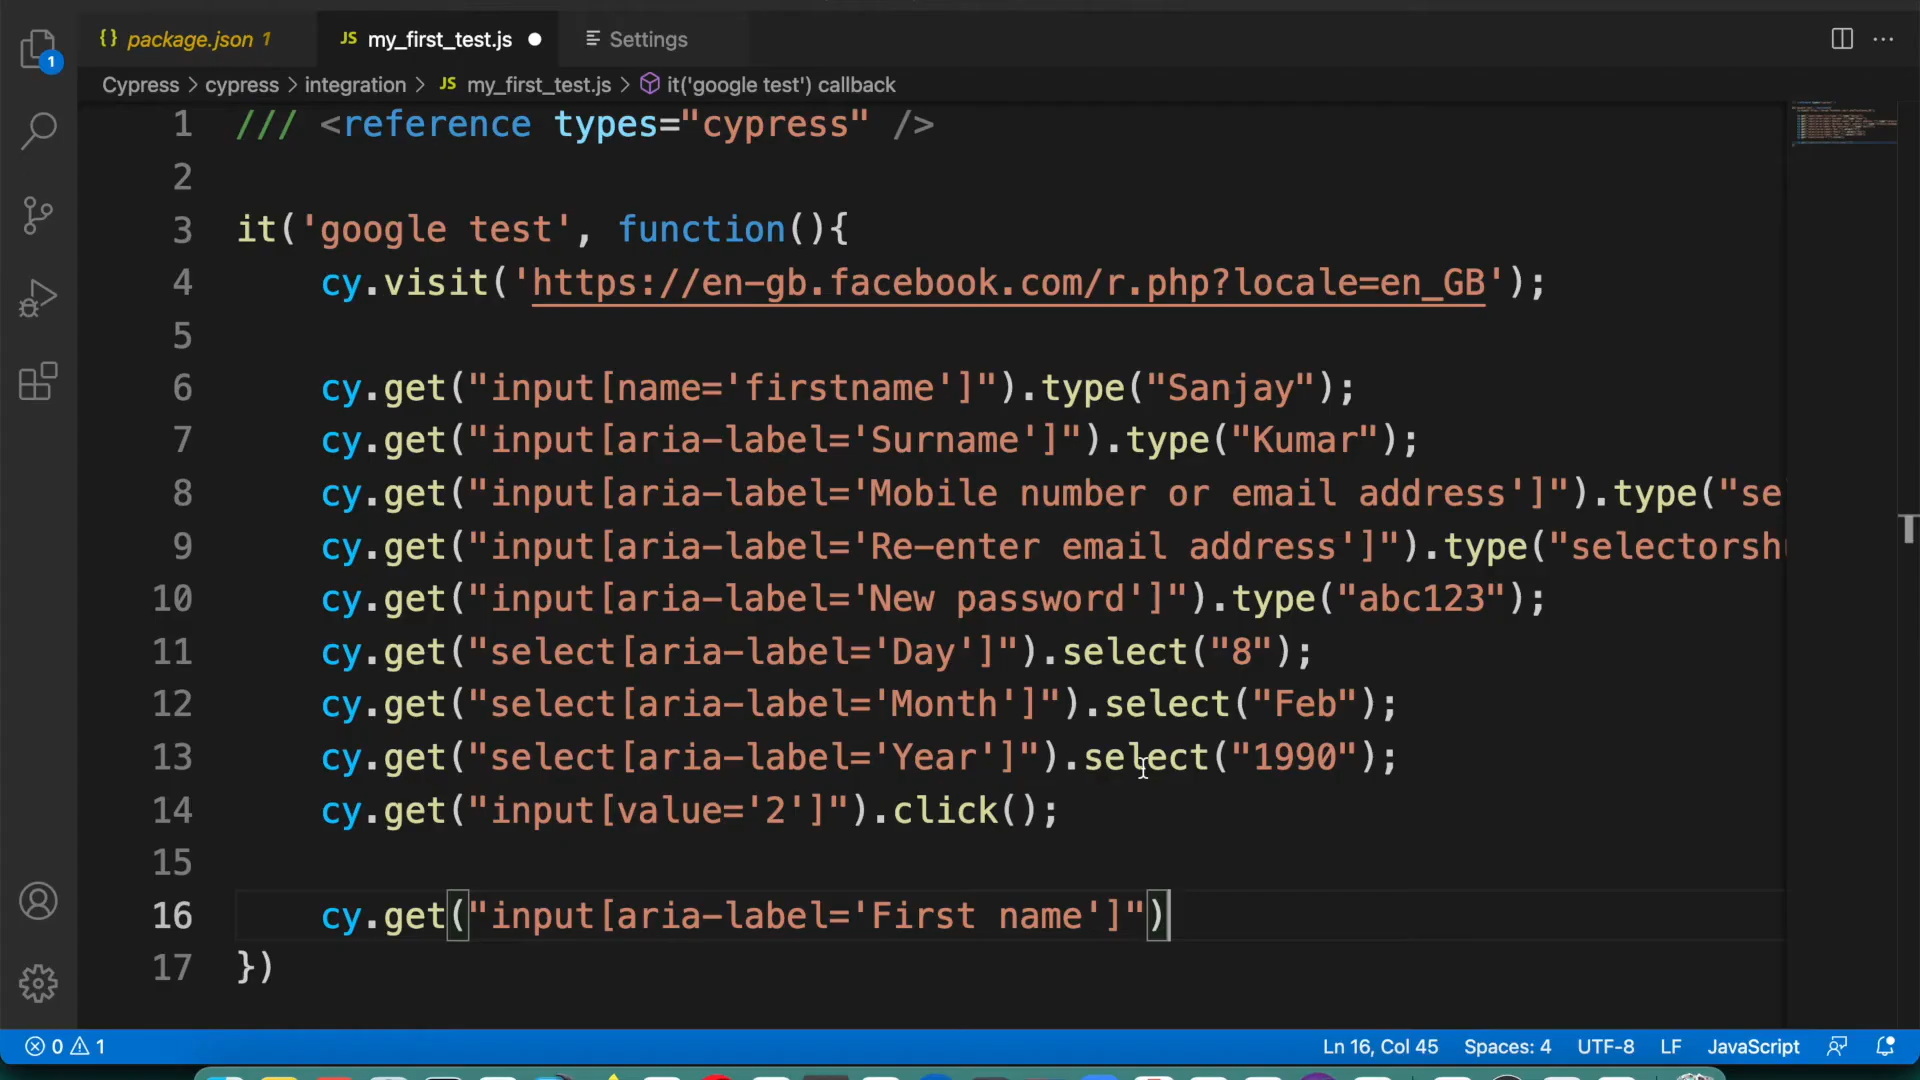 {} package.json 1
JS my_first_test.js
Settings
Cypress > cypress > integration > JS my_first_test.js > it('google test') callback
1
1 /// <reference types="cypress" />
2
3 it('google test', function(){
4 cy.visit('https://en-gb.facebook.com/r.php?locale=en_GB');
5
6 cy.get("input[name='firstname']").type("Sanjay");
7 cy.get("input[aria-label='Surname']").type("Kumar");
8 cy.get("input[aria-label='Mobile number or email address']").type("se
9 cy.get("input[aria-label='Re-enter email address']").type("selectorsh
10 cy.get("input[aria-label='New password']").type("abc123");
11 cy.get("select[aria-label='Day']").select("8");
12 cy.get("select[aria-label='Month']").select("Feb");
13 cy.get("select[aria-label='Year']").select("1990");
14 cy.get("input[value='2']").click();
15
16 cy.get("input[aria-label='First name']")
17 })
0 1
Ln 16, Col 45 Spaces: 4 UTF-8 LF JavaScript